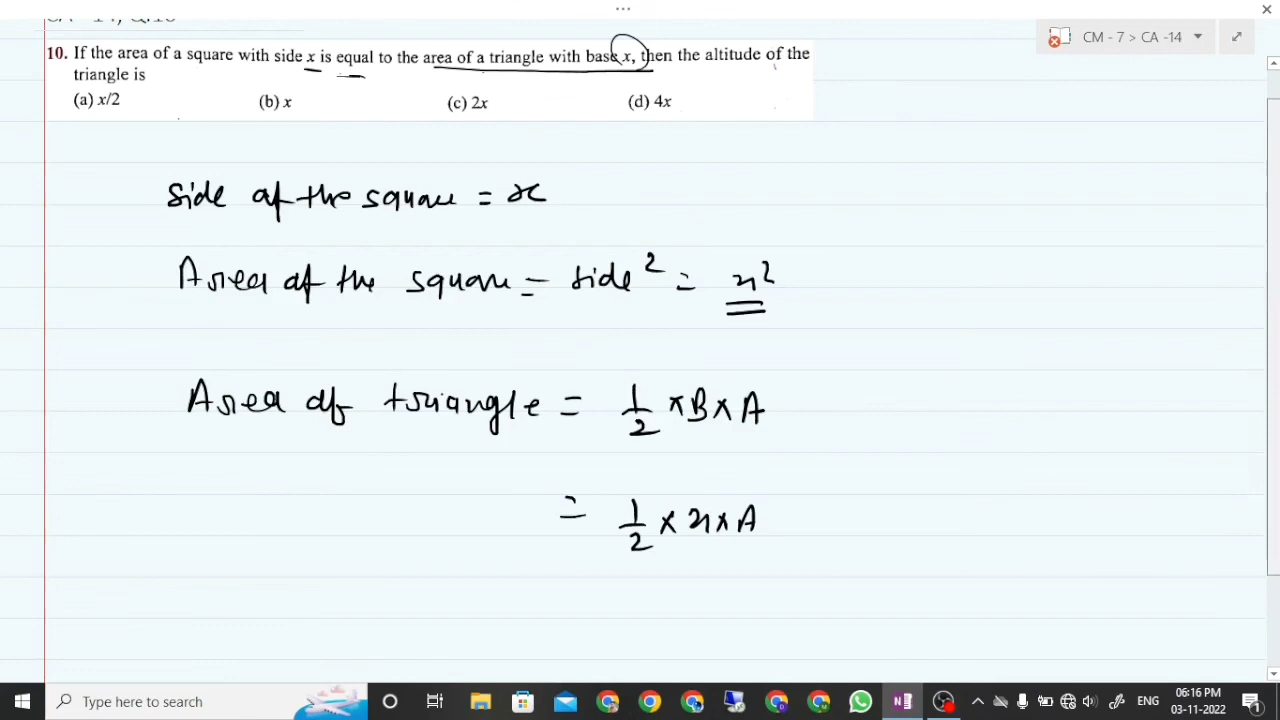 CM - 7 > CA -14
10. If the area of a square with side x is equal to the area of a triangle with base x, then the altitude of the
triangle is
(a) x/2 (b) x (c) 2x (d) 4x
Side of the square = x
Area of the square = side² = x²
Area of triangle = 1/2 × B × A
= 1/2 × x × A
Type here to search
ENG
06:16 PM
03-11-2022
1